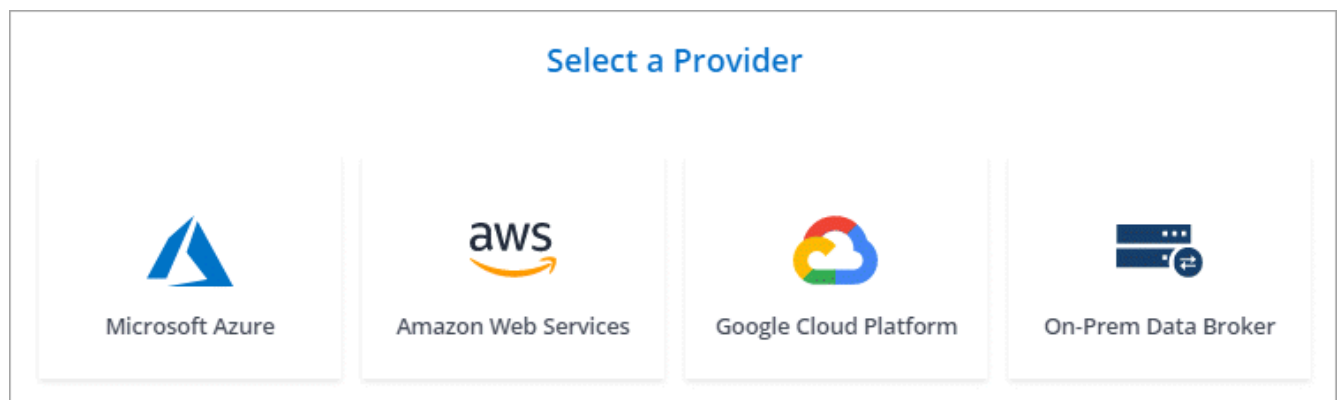 Select a Provider
aws
Microsoft Azure
Amazon Web Services
Google Cloud Platform
On-Prem Data Broker